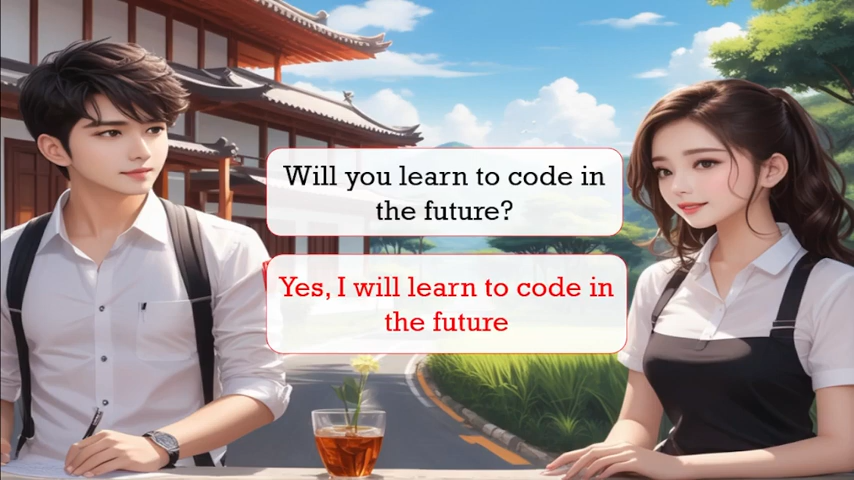 Will you learn to code in
the future?
Yes, I will learn to code in
the future